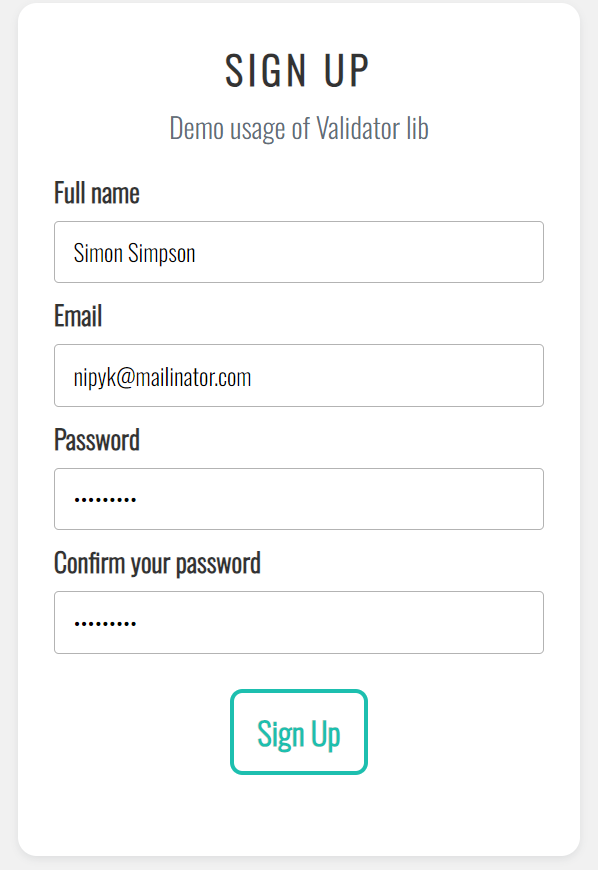 SIGN UP
Demo usage of Validator lib
Full name
Simon Simpson
Email
nipyk@mailinator.com
Password
•••••••••
Confirm your password
•••••••••
Sign Up